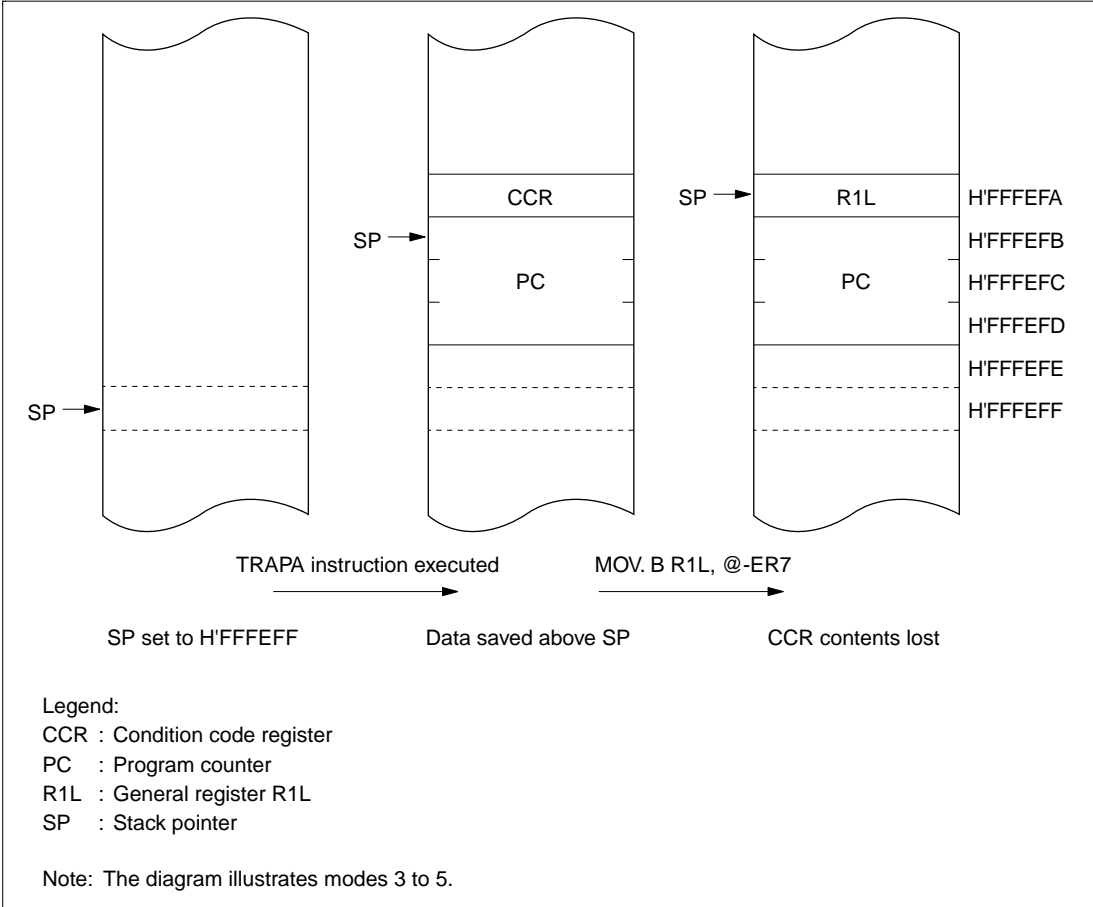 CCR
SP
R1L
H'FFFEFA
SP
H'FFFEFB
PC
PC
H'FFFEFC
H'FFFEFD
H'FFFEFE
SP
H'FFFEFF
TRAPA instruction executed
MOV. B R1L, @-ER7
SP set to H'FFFEFF
Data saved above SP
CCR contents lost
Legend:
CCR : Condition code register
PC : Program counter
R1L : General register R1L
SP : Stack pointer
Note: The diagram illustrates modes 3 to 5.